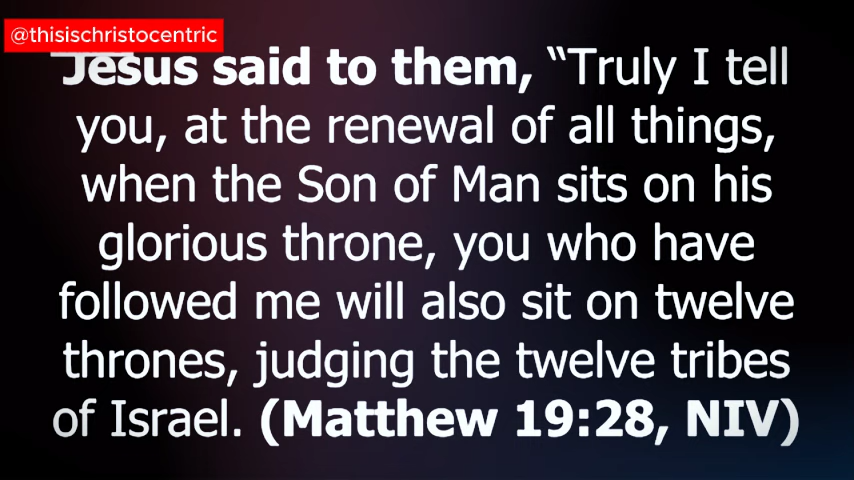 @thisischristocentric
Jesus said to them, “Truly I tell
you, at the renewal of all things,
when the Son of Man sits on his
glorious throne, you who have
followed me will also sit on twelve
thrones, judging the twelve tribes
of Israel. (Matthew 19:28, NIV)